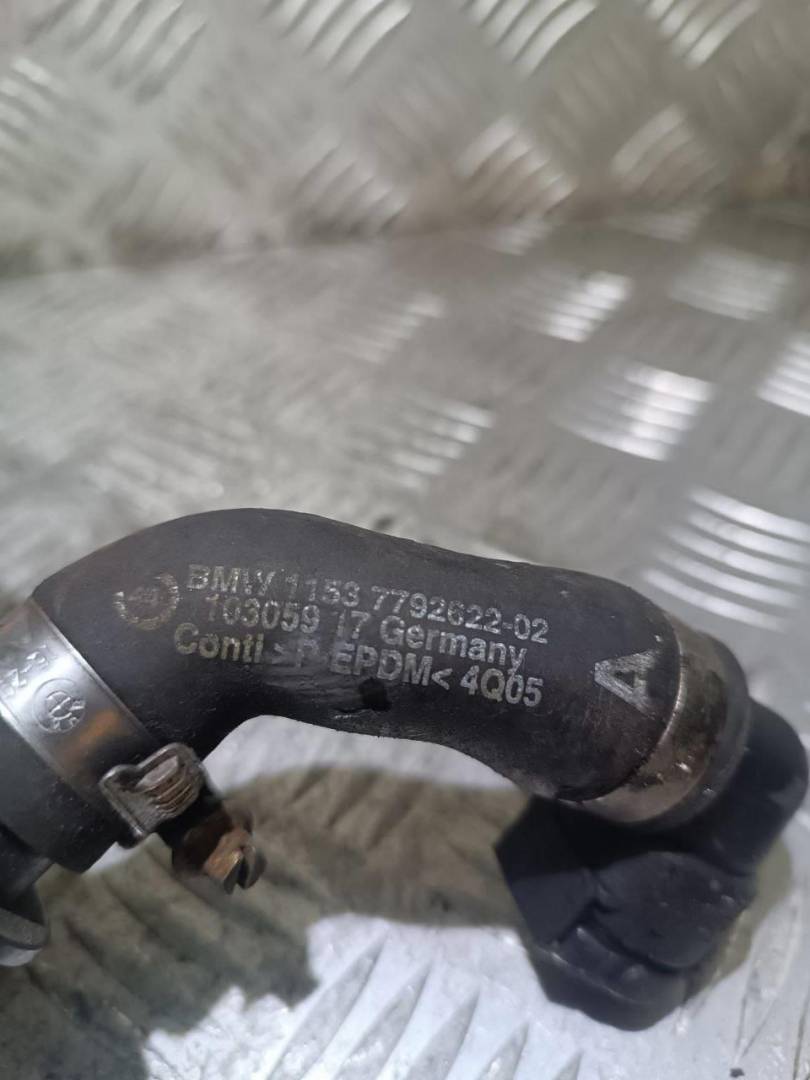 BMW 1153 7792622-02
103059 17 Germany
Conti >P-EPDM< 4Q05
A